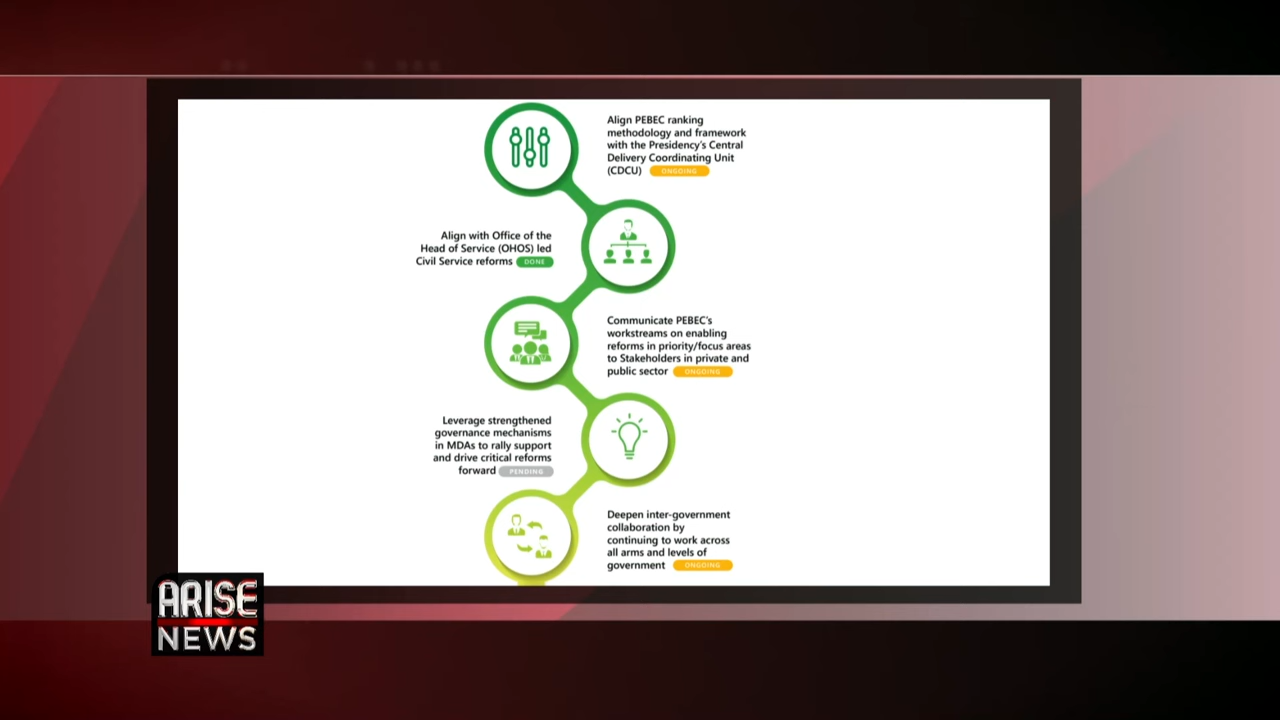 Align PEBEC ranking
methodology and framework
with the Presidency's Central
Delivery Coordinating Unit
(CDCU) ONGOING
Align with Office of the
Head of Service (OHOS) led
Civil Service reforms DONE
Communicate PEBEC's
workstreams on enabling
reforms in priority/focus areas
to Stakeholders in private and
public sector ONGOING
Leverage strengthened
governance mechanisms
in MDAs to rally support
and drive critical reforms
forward PENDING
Deepen inter-government
collaboration by
continuing to work across
all arms and levels of
government ONGOING
ARISE
NEWS